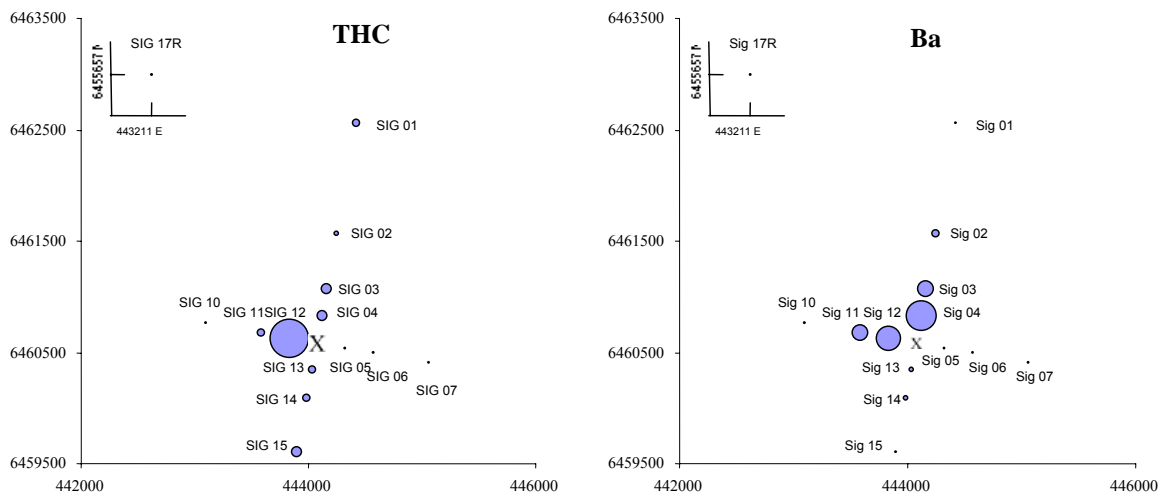 THC
6463500
6462500
6461500
6460500
6459500
442000
444000
446000
SIG 17R
6455657 N
443211 E
SIG 01
SIG 02
SIG 03
SIG 04
SIG 10
SIG 11 SIG 12
X
SIG 13
SIG 05
SIG 06
SIG 07
SIG 14
SIG 15
Ba
6463500
6462500
6461500
6460500
6459500
442000
444000
446000
Sig 17R
6455657 N
443211 E
Sig 01
Sig 02
Sig 03
Sig 04
Sig 10
Sig 11 Sig 12
X
Sig 13
Sig 05
Sig 06
Sig 07
Sig 14
Sig 15